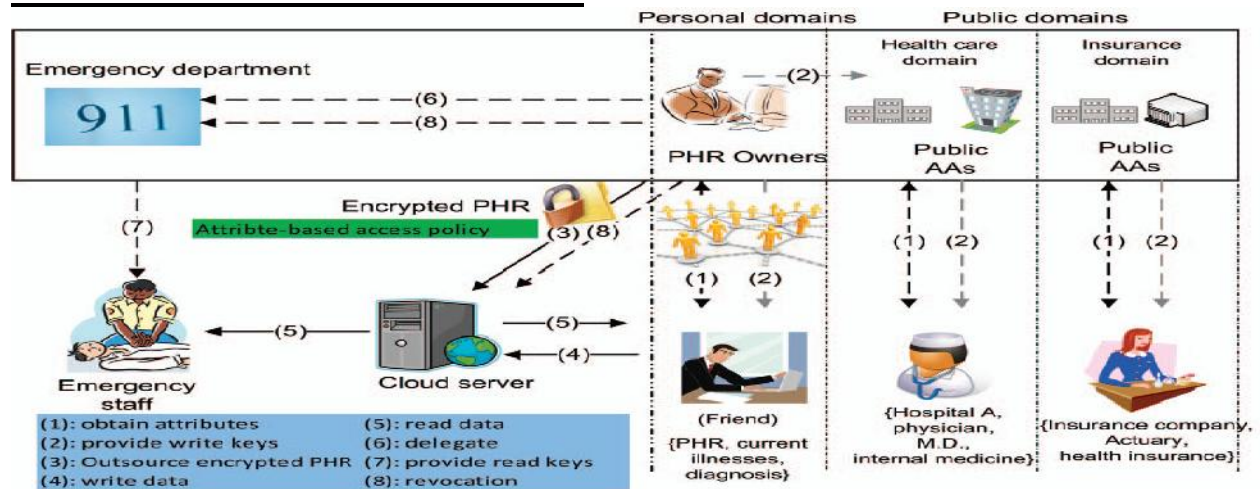 Personal domains
Public domains
Health care
domain
Insurance
domain
Emergency department
911
(6)
(8)
(2)
PHR Owners
Public
AAs
Public
AAs
Encrypted PHR
Attribte-based access policy
(3)
(8)
(7)
(1)
(2)
(1)
(2)
(1)
(2)
(5)
(5)
(4)
Emergency
staff
Cloud server
(Friend)
{PHR, current
illnesses,
diagnosis}
{Hospital A,
physician,
M.D.,
internal medicine}
{Insurance company,
Actuary,
health insurance}
(1): obtain attributes
(2): provide write keys
(3): Outsource encrypted PHR
(4): write data
(5): read data
(6): delegate
(7): provide read keys
(8): revocation